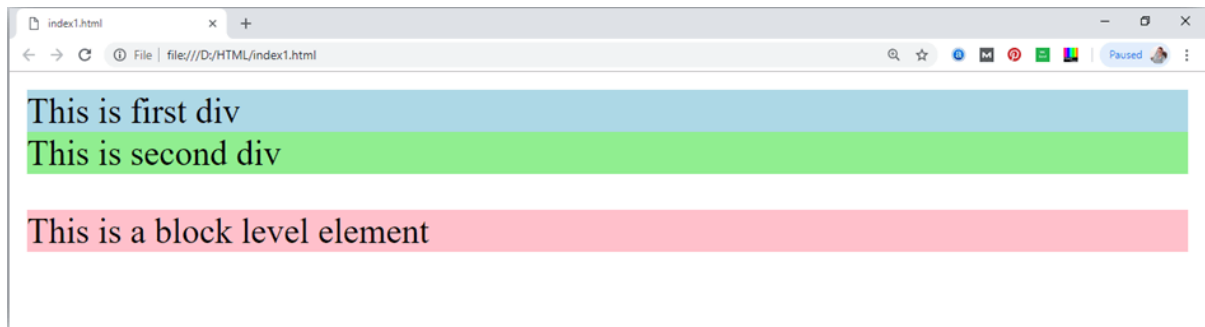 index1.html
File | file:///D:/HTML/index1.html
Paused
This is first div
This is second div
This is a block level element